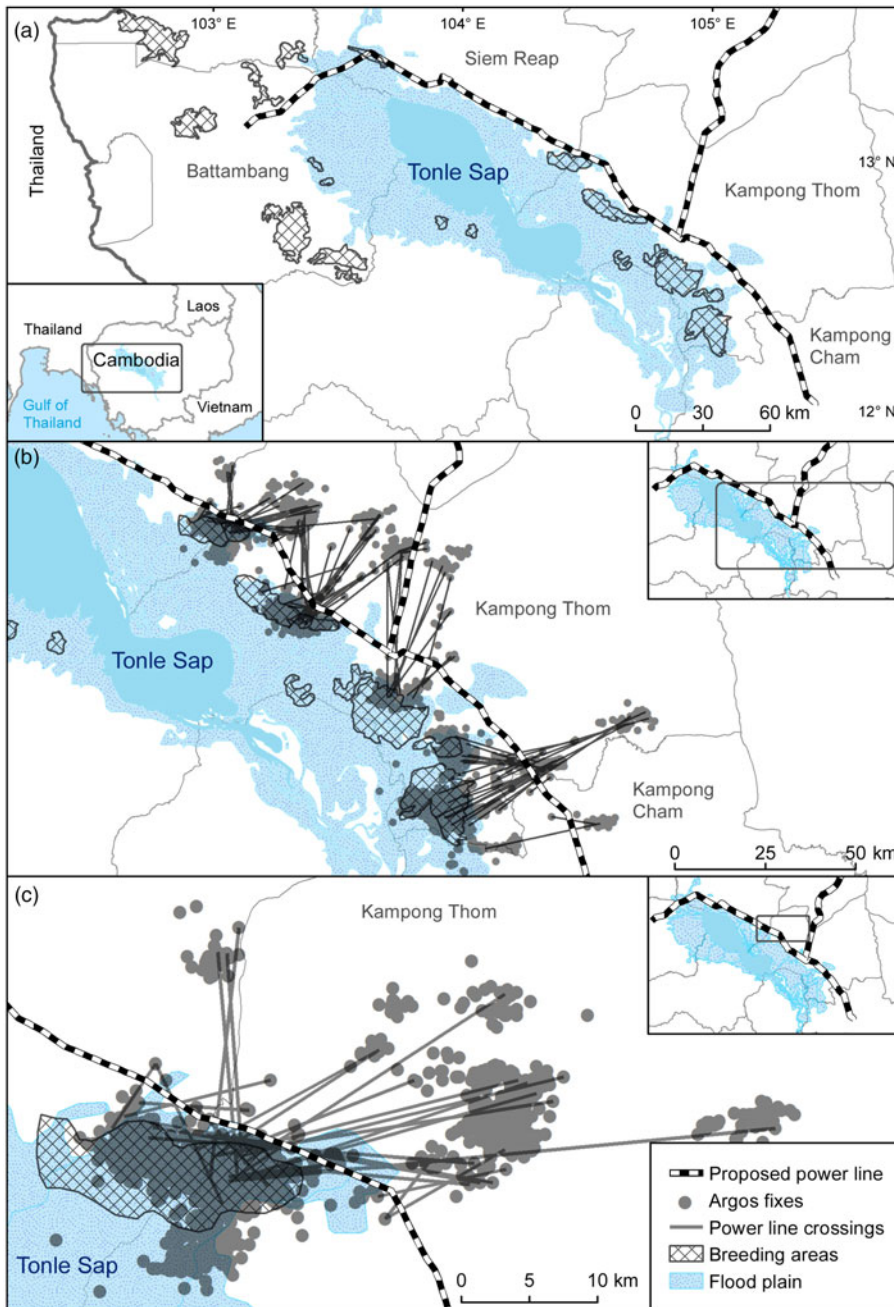 (a)
103° E
104° E
105° E
Siem Reap
Thailand
Battambang
Tonle Sap
13° N
Kampong Thom
Kampong
Cham
Laos
Thailand
Cambodia
Gulf of
Thailand
Vietnam
0 30 60 km
12° N
(b)
Kampong Thom
Tonle Sap
Kampong
Cham
0 25 50 km
(c)
Kampong Thom
Tonle Sap
0 5 10 km
Proposed power line
Argos fixes
Power line crossings
Breeding areas
Flood plain